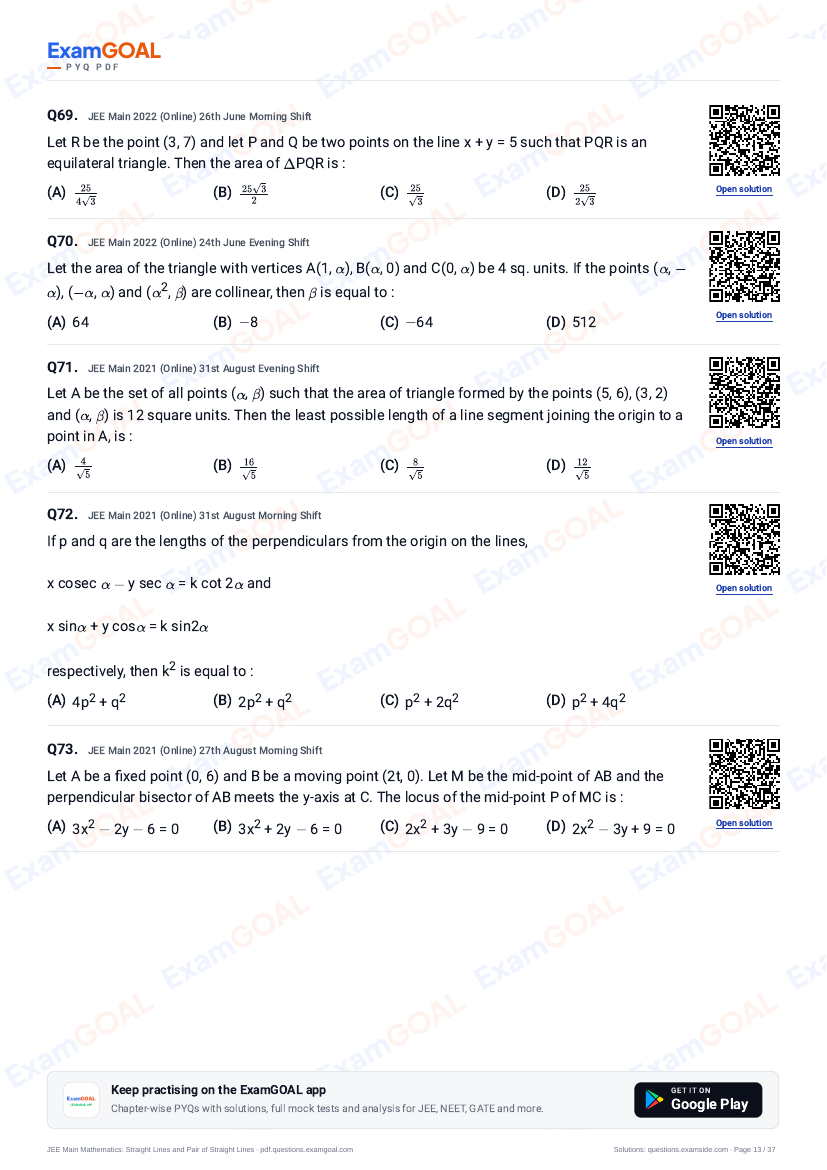 ExamGOAL
PYQ PDF
Q69. JEE Main 2022 (Online) 26th June Morning Shift
Let R be the point (3, 7) and let P and Q be two points on the line x + y = 5 such that PQR is an
equilateral triangle. Then the area of ΔPQR is :
(A) 25/(4√3) (B) 25√3/2 (C) 25/√3 (D) 25/(2√3)
Open solution
Q70. JEE Main 2022 (Online) 24th June Evening Shift
Let the area of the triangle with vertices A(1, α), B(α, 0) and C(0, α) be 4 sq. units. If the points (α, −
α), (−α, α) and (α², β) are collinear, then β is equal to :
(A) 64 (B) −8 (C) −64 (D) 512
Open solution
Q71. JEE Main 2021 (Online) 31st August Evening Shift
Let A be the set of all points (α, β) such that the area of triangle formed by the points (5, 6), (3, 2)
and (α, β) is 12 square units. Then the least possible length of a line segment joining the origin to a
point in A, is :
(A) 4/√5 (B) 16/√5 (C) 8/√5 (D) 12/√5
Open solution
Q72. JEE Main 2021 (Online) 31st August Morning Shift
If p and q are the lengths of the perpendiculars from the origin on the lines,
x cosec α − y sec α = k cot 2α and
x sinα + y cosα = k sin2α
respectively, then k² is equal to :
(A) 4p² + q² (B) 2p² + q² (C) p² + 2q² (D) p² + 4q²
Open solution
Q73. JEE Main 2021 (Online) 27th August Morning Shift
Let A be a fixed point (0, 6) and B be a moving point (2t, 0). Let M be the mid-point of AB and the
perpendicular bisector of AB meets the y-axis at C. The locus of the mid-point P of MC is :
(A) 3x² − 2y − 6 = 0 (B) 3x² + 2y − 6 = 0 (C) 2x² + 3y − 9 = 0 (D) 2x² − 3y + 9 = 0
Open solution
ExamGOAL
Keep practising on the ExamGOAL app
Chapter-wise PYQs with solutions, full mock tests and analysis for JEE, NEET, GATE and more.
GET IT ON
Google Play
JEE Main Mathematics: Straight Lines and Pair of Straight Lines · pdf.questions.examgoal.com
Solutions: questions.examside.com · Page 13 / 37